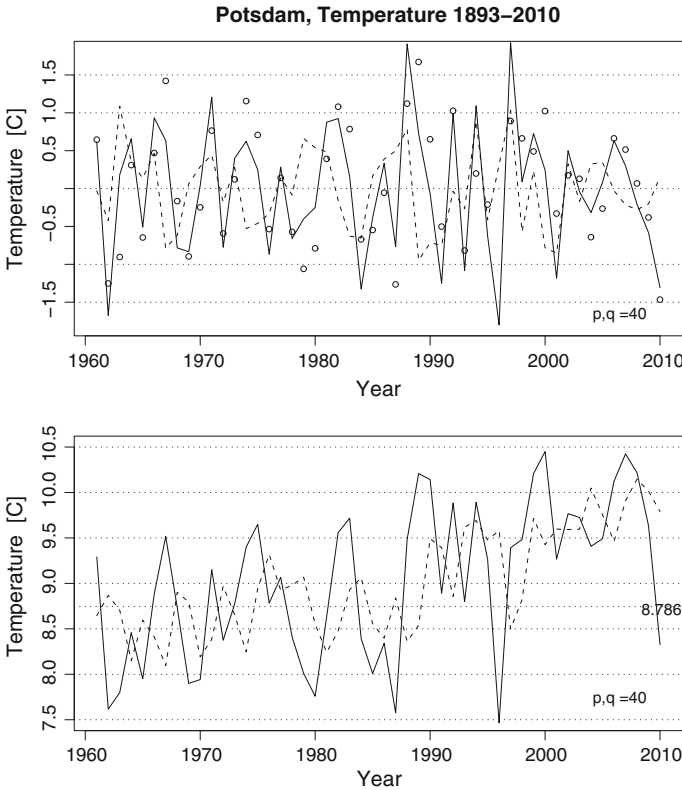 Potsdam, Temperature 1893–2010
Temperature [C]
1.5
1.0
0.5
−0.5
−1.5
p,q =40
1960 1970 1980 1990 2000 2010
Year
Temperature [C]
10.5
10.0
9.5
9.0
8.5
8.0
7.5
8.786
p,q =40
1960 1970 1980 1990 2000 2010
Year